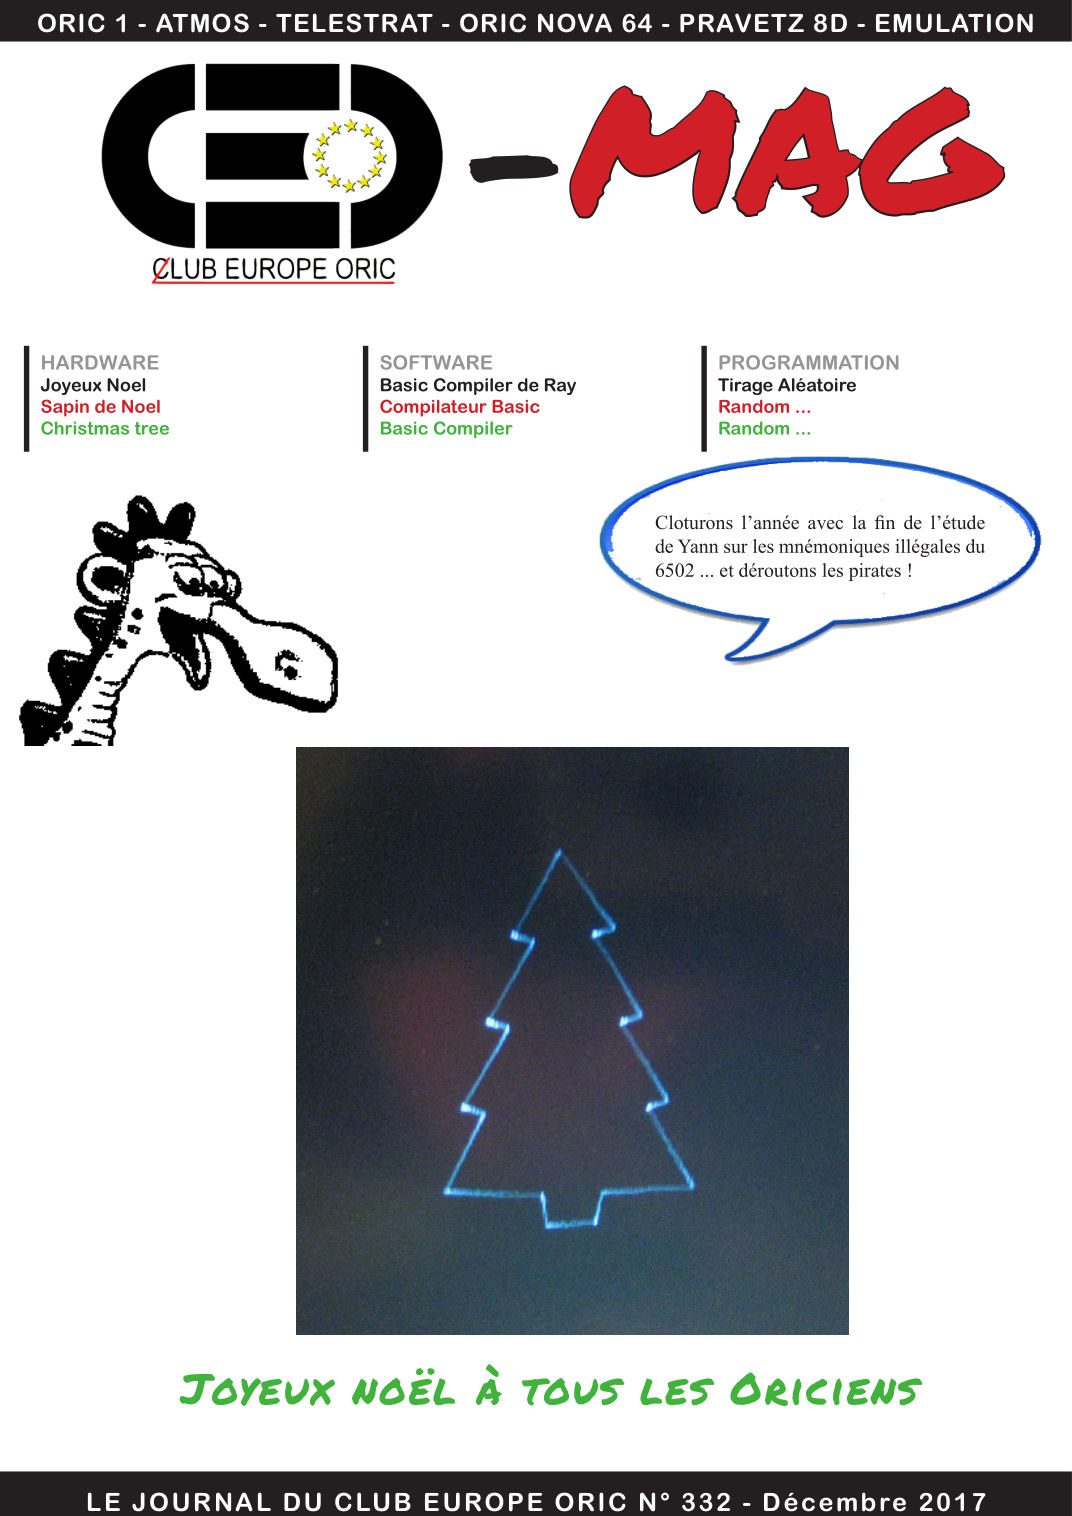 ORIC 1 - ATMOS - TELESTRAT - ORIC NOVA 64 - PRAVETZ 8D - EMULATION
CEO
-MAG
CLUB EUROPE ORIC
HARDWARE
Joyeux Noel
Sapin de Noel
Christmas tree
SOFTWARE
Basic Compiler de Ray
Compilateur Basic
Basic Compiler
PROGRAMMATION
Tirage Aléatoire
Random ...
Random ...
Cloturons l’année avec la fin de l’étude
de Yann sur les mnémoniques illégales du
6502 ... et déroutons les pirates !
Joyeux noël à tous les Oriciens
LE JOURNAL DU CLUB EUROPE ORIC N° 332 - Décembre 2017